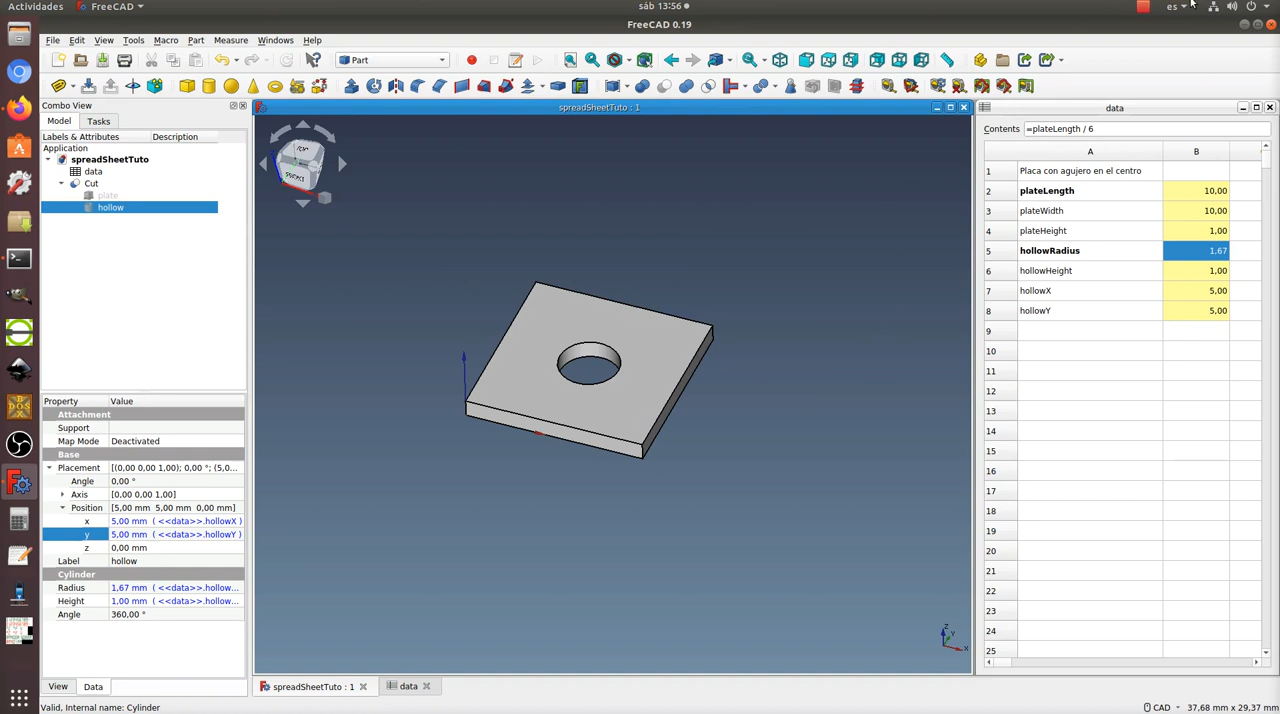 Actividades
FreeCAD
sáb 13:56
es
FreeCAD 0.19
File Edit View Tools Macro Part Measure Windows Help
Part
Combo View
spreadSheetTuto : 1
data
Model Tasks
Contents =plateLength / 6
Labels & Attributes Description
A B
Application
spreadSheetTuto
data
Cut
plate
hollow
TOP
FRONT
1 Placa con agujero en el centro
2 plateLength 10,00
3 plateWidth 10,00
4 plateHeight 1,00
5 hollowRadius 1,67
6 hollowHeight 1,00
7 hollowX 5,00
8 hollowY 5,00
9
10
11
12
13
14
15
16
17
18
19
20
21
22
23
24
25
Property Value
Attachment
Support
Map Mode Deactivated
Base
Placement [(0,00 0,00 1,00); 0,00 °; (5,0...
Angle 0,00 °
Axis [0,00 0,00 1,00]
Position [5,00 mm 5,00 mm 0,00 mm]
x 5,00 mm ( <<data>>.hollowX )
y 5,00 mm ( <<data>>.hollowY )
z 0,00 mm
Label hollow
Cylinder
Radius 1,67 mm ( <<data>>.hollow...
Height 1,00 mm ( <<data>>.hollow...
Angle 360,00 °
Z
Y
X
View Data
spreadSheetTuto : 1
data
Valid, Internal name: Cylinder
CAD
37,68 mm x 29,37 mm